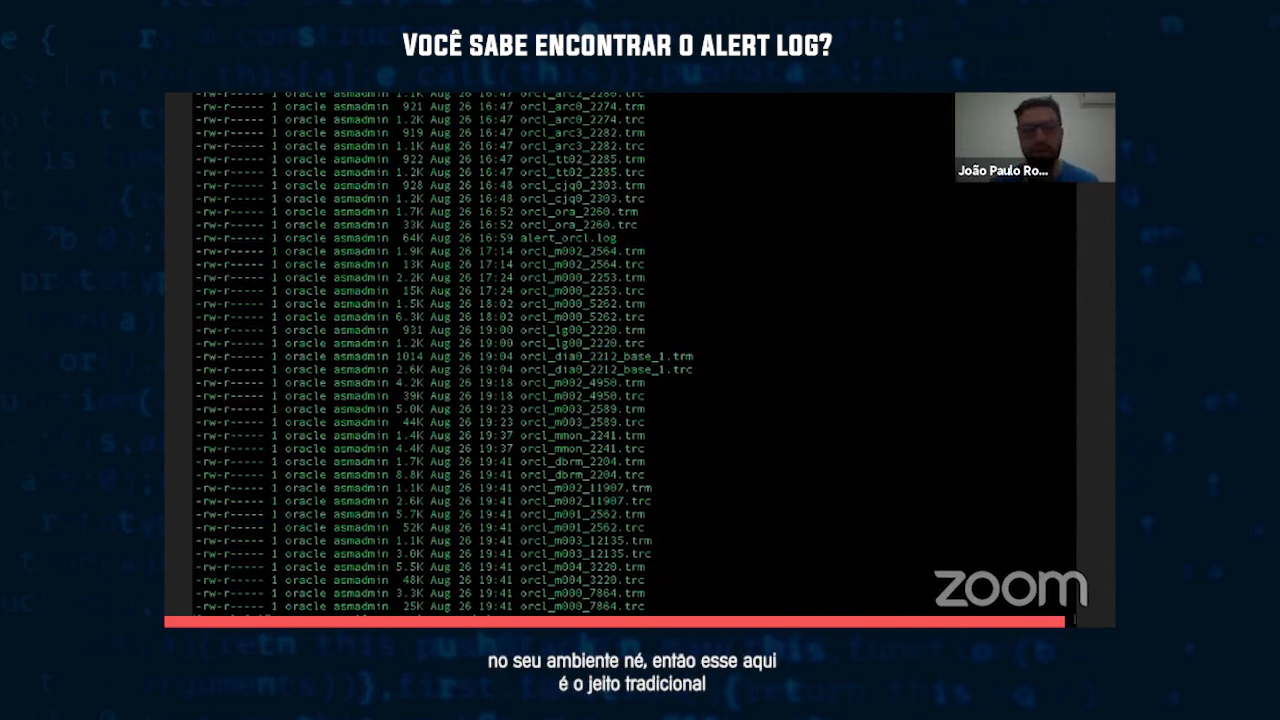 VOCÊ SABE ENCONTRAR O ALERT LOG?
-rw-r----- 1 oracle asmadmin 1.1K Aug 26 16:47 orcl_arc2_2280.trc
-rw-r----- 1 oracle asmadmin 921 Aug 26 16:47 orcl_arc0_2274.trm
-rw-r----- 1 oracle asmadmin 1.2K Aug 26 16:47 orcl_arc0_2274.trc
-rw-r----- 1 oracle asmadmin 919 Aug 26 16:47 orcl_arc3_2282.trm
-rw-r----- 1 oracle asmadmin 1.1K Aug 26 16:47 orcl_arc3_2282.trc
-rw-r----- 1 oracle asmadmin 922 Aug 26 16:47 orcl_tt02_2285.trm
-rw-r----- 1 oracle asmadmin 1.2K Aug 26 16:47 orcl_tt02_2285.trc
-rw-r----- 1 oracle asmadmin 928 Aug 26 16:48 orcl_cjq0_2303.trm
-rw-r----- 1 oracle asmadmin 1.2K Aug 26 16:48 orcl_cjq0_2303.trc
-rw-r----- 1 oracle asmadmin 1.7K Aug 26 16:52 orcl_ora_2260.trm
-rw-r----- 1 oracle asmadmin 33K Aug 26 16:52 orcl_ora_2260.trc
-rw-r----- 1 oracle asmadmin 64K Aug 26 16:59 alert_orcl.log
-rw-r----- 1 oracle asmadmin 1.9K Aug 26 17:14 orcl_m002_2564.trm
-rw-r----- 1 oracle asmadmin 13K Aug 26 17:14 orcl_m002_2564.trc
-rw-r----- 1 oracle asmadmin 2.2K Aug 26 17:24 orcl_m000_2253.trm
-rw-r----- 1 oracle asmadmin 15K Aug 26 17:24 orcl_m000_2253.trc
-rw-r----- 1 oracle asmadmin 1.5K Aug 26 18:02 orcl_m000_5262.trm
-rw-r----- 1 oracle asmadmin 6.3K Aug 26 18:02 orcl_m000_5262.trc
-rw-r----- 1 oracle asmadmin 931 Aug 26 19:00 orcl_lg00_2220.trm
-rw-r----- 1 oracle asmadmin 1.2K Aug 26 19:00 orcl_lg00_2220.trc
-rw-r----- 1 oracle asmadmin 1014 Aug 26 19:04 orcl_dia0_2212_base_1.trm
-rw-r----- 1 oracle asmadmin 2.6K Aug 26 19:04 orcl_dia0_2212_base_1.trc
-rw-r----- 1 oracle asmadmin 4.2K Aug 26 19:18 orcl_m002_4950.trm
-rw-r----- 1 oracle asmadmin 39K Aug 26 19:18 orcl_m002_4950.trc
-rw-r----- 1 oracle asmadmin 5.0K Aug 26 19:23 orcl_m003_2589.trm
-rw-r----- 1 oracle asmadmin 44K Aug 26 19:23 orcl_m003_2589.trc
-rw-r----- 1 oracle asmadmin 1.4K Aug 26 19:37 orcl_mmon_2241.trm
-rw-r----- 1 oracle asmadmin 4.4K Aug 26 19:37 orcl_mmon_2241.trc
-rw-r----- 1 oracle asmadmin 1.7K Aug 26 19:41 orcl_dbrm_2204.trm
-rw-r----- 1 oracle asmadmin 8.8K Aug 26 19:41 orcl_dbrm_2204.trc
-rw-r----- 1 oracle asmadmin 1.1K Aug 26 19:41 orcl_m002_11907.trm
-rw-r----- 1 oracle asmadmin 2.6K Aug 26 19:41 orcl_m002_11907.trc
-rw-r----- 1 oracle asmadmin 5.7K Aug 26 19:41 orcl_m001_2562.trm
-rw-r----- 1 oracle asmadmin 52K Aug 26 19:41 orcl_m001_2562.trc
-rw-r----- 1 oracle asmadmin 1.1K Aug 26 19:41 orcl_m003_12135.trm
-rw-r----- 1 oracle asmadmin 3.0K Aug 26 19:41 orcl_m003_12135.trc
-rw-r----- 1 oracle asmadmin 5.5K Aug 26 19:41 orcl_m004_3220.trm
-rw-r----- 1 oracle asmadmin 48K Aug 26 19:41 orcl_m004_3220.trc
-rw-r----- 1 oracle asmadmin 3.3K Aug 26 19:41 orcl_m000_7864.trm
-rw-r----- 1 oracle asmadmin 25K Aug 26 19:41 orcl_m000_7864.trc
João Paulo Ro...
zoom
no seu ambiente né, então esse aqui
é o jeito tradicional